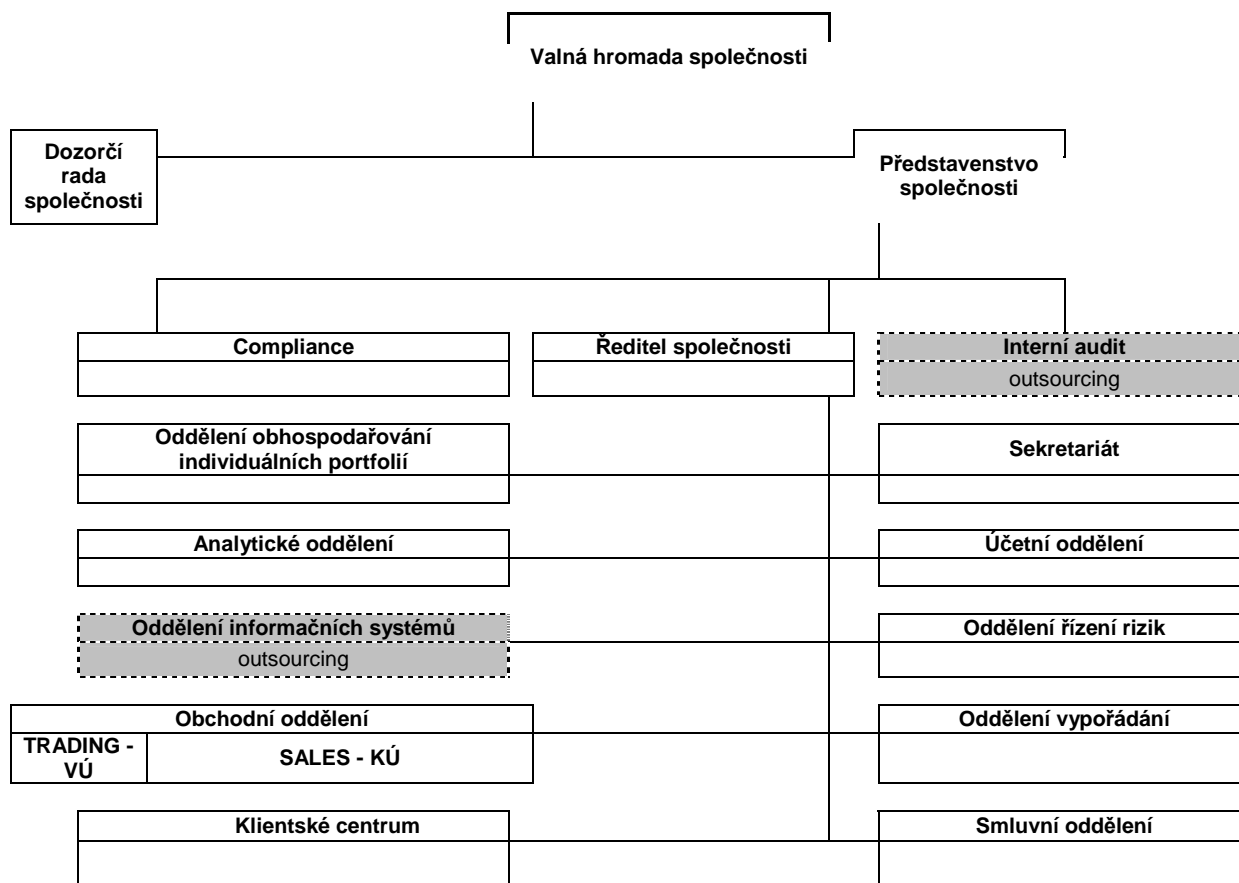 Valná hromada společnosti
Dozorčí
rada
společnosti
Představenstvo
společnosti
Compliance
Ředitel společnosti
Interní audit
outsourcing
Oddělení obhospodařování
individuálních portfolií
Sekretariát
Analytické oddělení
Účetní oddělení
Oddělení informačních systémů
outsourcing
Oddělení řízení rizik
Obchodní oddělení
TRADING -
VÚ
SALES - KÚ
Oddělení vypořádání
Klientské centrum
Smluvní oddělení